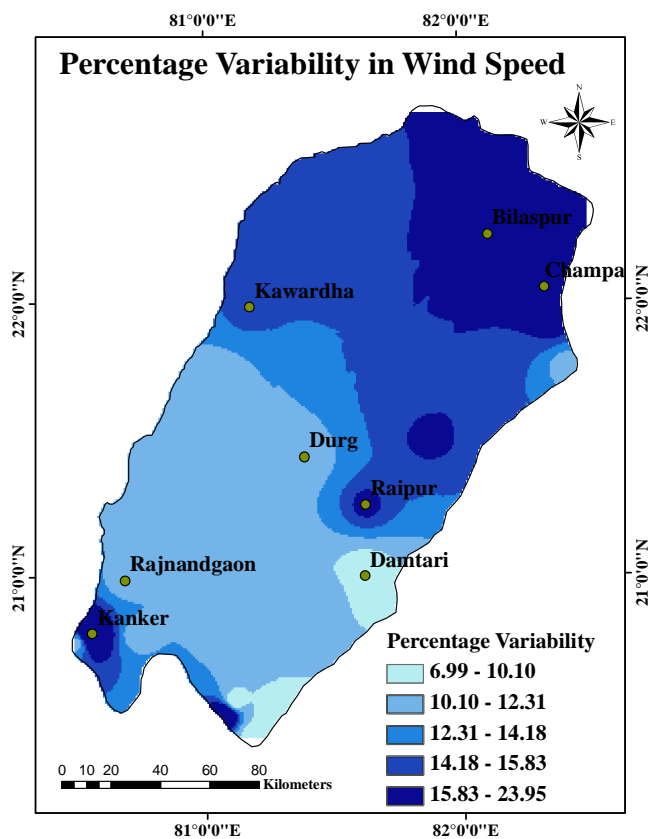 81°0'0"E
82°0'0"E
Percentage Variability in Wind Speed
N
W
E
S
Bilaspur
Champa
Kawardha
22°0'0"N
22°0'0"N
Durg
Raipur
Damtari
Rajnandgaon
21°0'0"N
21°0'0"N
Kanker
Percentage Variability
6.99 - 10.10
10.10 - 12.31
12.31 - 14.18
14.18 - 15.83
15.83 - 23.95
0 10 20 40 60 80
Kilometers
81°0'0"E
82°0'0"E